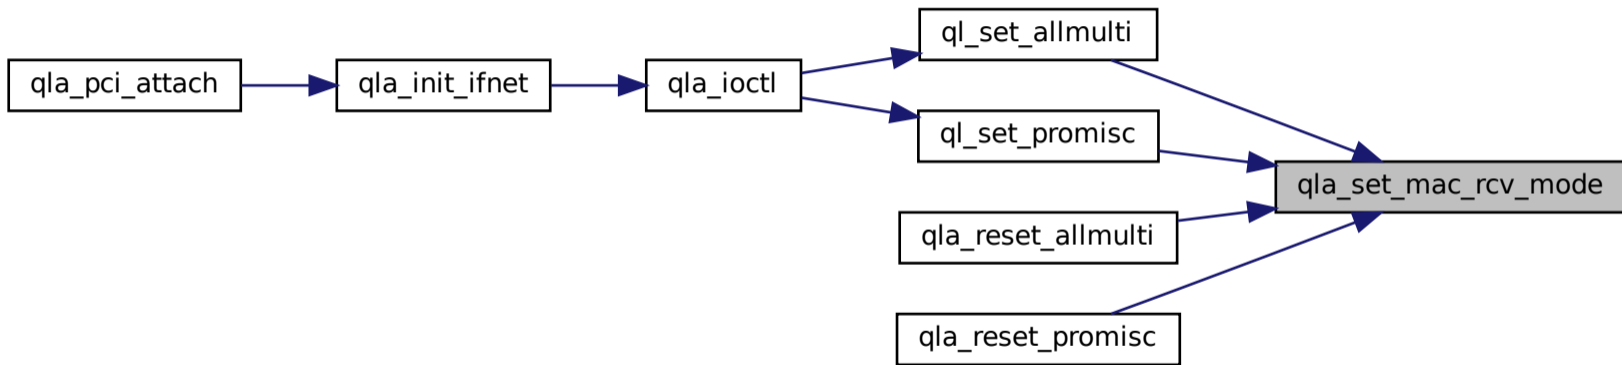 qla_pci_attach
qla_init_ifnet
qla_ioctl
ql_set_allmulti
ql_set_promisc
qla_reset_allmulti
qla_reset_promisc
qla_set_mac_rcv_mode